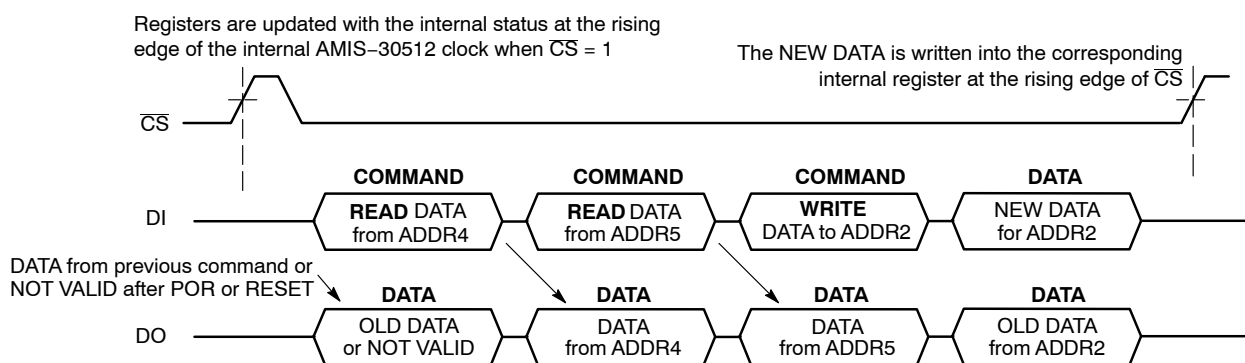 Registers are updated with the internal status at the rising
edge of the internal AMIS−30512 clock when C̅S̅ = 1
The NEW DATA is written into the corresponding
internal register at the rising edge of C̅S̅
C̅S̅
COMMAND
COMMAND
COMMAND
DATA
DI
READ DATA
from ADDR4
READ DATA
from ADDR5
WRITE
DATA to ADDR2
NEW DATA
for ADDR2
DATA from previous command or
NOT VALID after POR or RESET
DATA
DATA
DATA
DATA
DO
OLD DATA
or NOT VALID
DATA
from ADDR4
DATA
from ADDR5
OLD DATA
from ADDR2